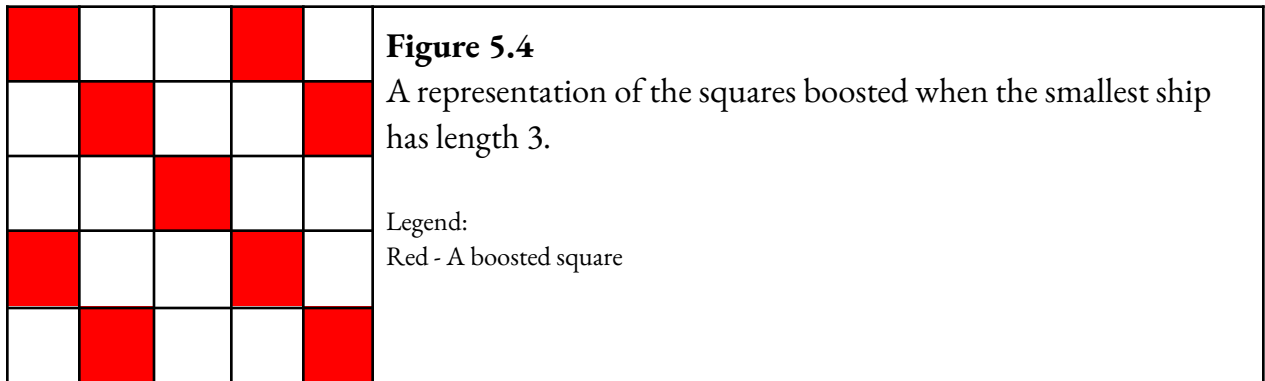 Figure 5.4
A representation of the squares boosted when the smallest ship
has length 3.
Legend:
Red - A boosted square